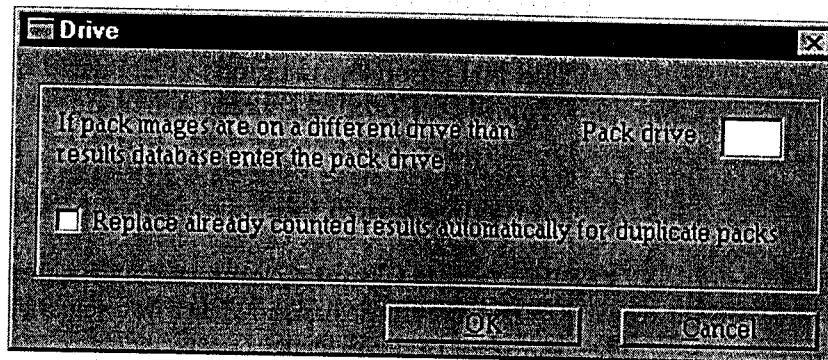 Drive
If pack images are on a different drive than
results database enter the pack drive
Pack drive
Replace already counted results automatically for duplicate packs
OK
Cancel